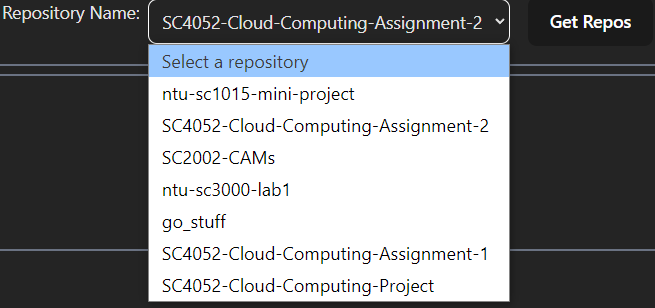 Repository Name: SC4052-Cloud-Computing-Assignment-2 Get Repos
Select a repository
ntu-sc1015-mini-project
SC4052-Cloud-Computing-Assignment-2
SC2002-CAMs
ntu-sc3000-lab1
go_stuff
SC4052-Cloud-Computing-Assignment-1
SC4052-Cloud-Computing-Project